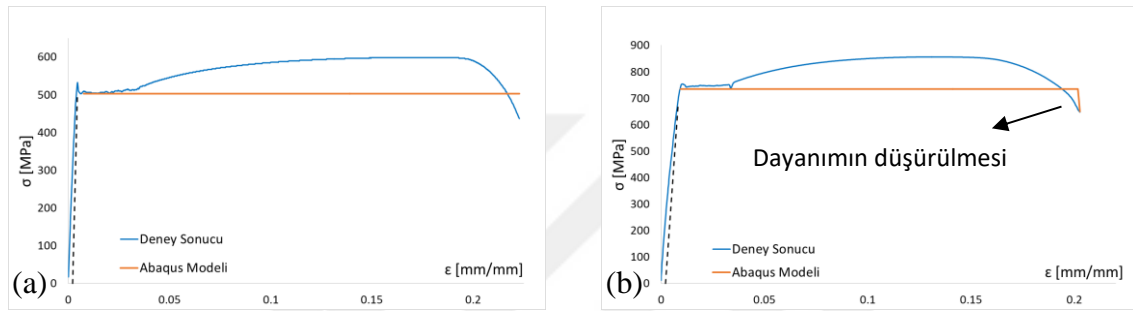 600
500
400
300
200
100
0
σ [MPa]
Deney Sonucu
Abaqus Modeli
ε [mm/mm]
(a)
0
0.05
0.1
0.15
0.2
900
800
700
600
500
400
300
200
100
0
σ [MPa]
Dayanımın düşürülmesi
Deney Sonucu
Abaqus Modeli
ε [mm/mm]
(b)
0
0.05
0.1
0.15
0.2